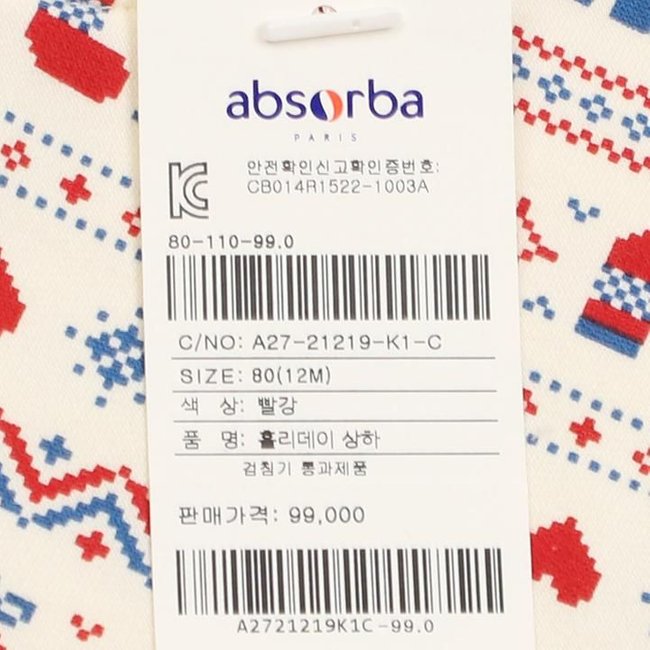 absorba
PARIS
안전확인신고확인증번호:
CB014R1522-1003A
80-110-99.0
C/NO: A27-21219-K1-C
SIZE: 80(12M)
색 상: 빨강
품 명: 홀리데이 상하
검침기 통과제품
판매가격: 99,000
A2721219K1C-99.0